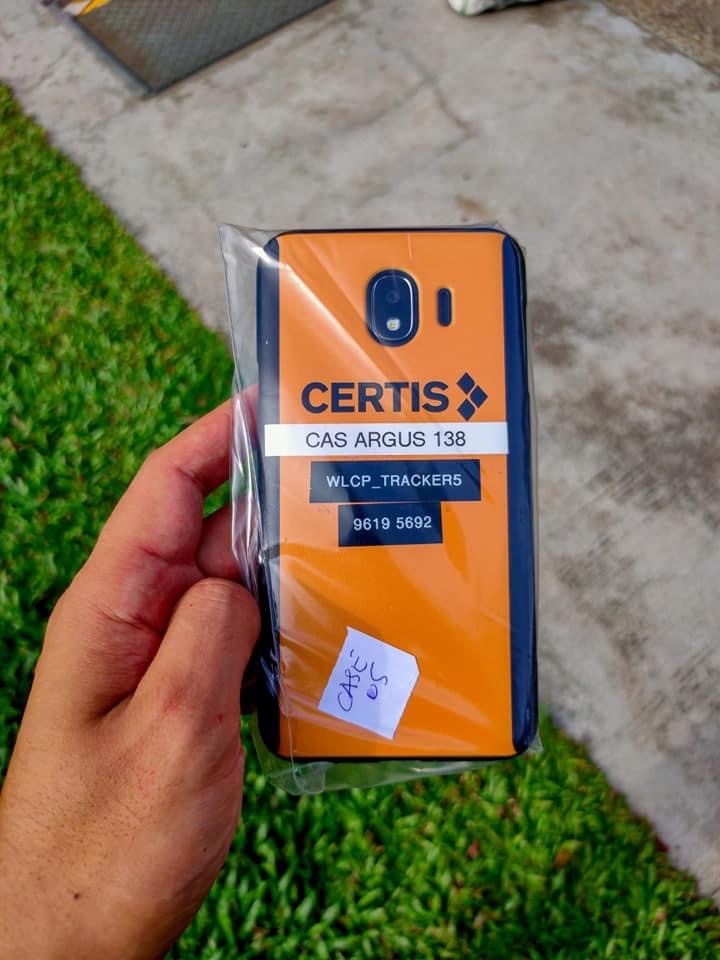 CERTIS
CAS ARGUS 138
WLCP_TRACKER5
9619 5692
CASE
05